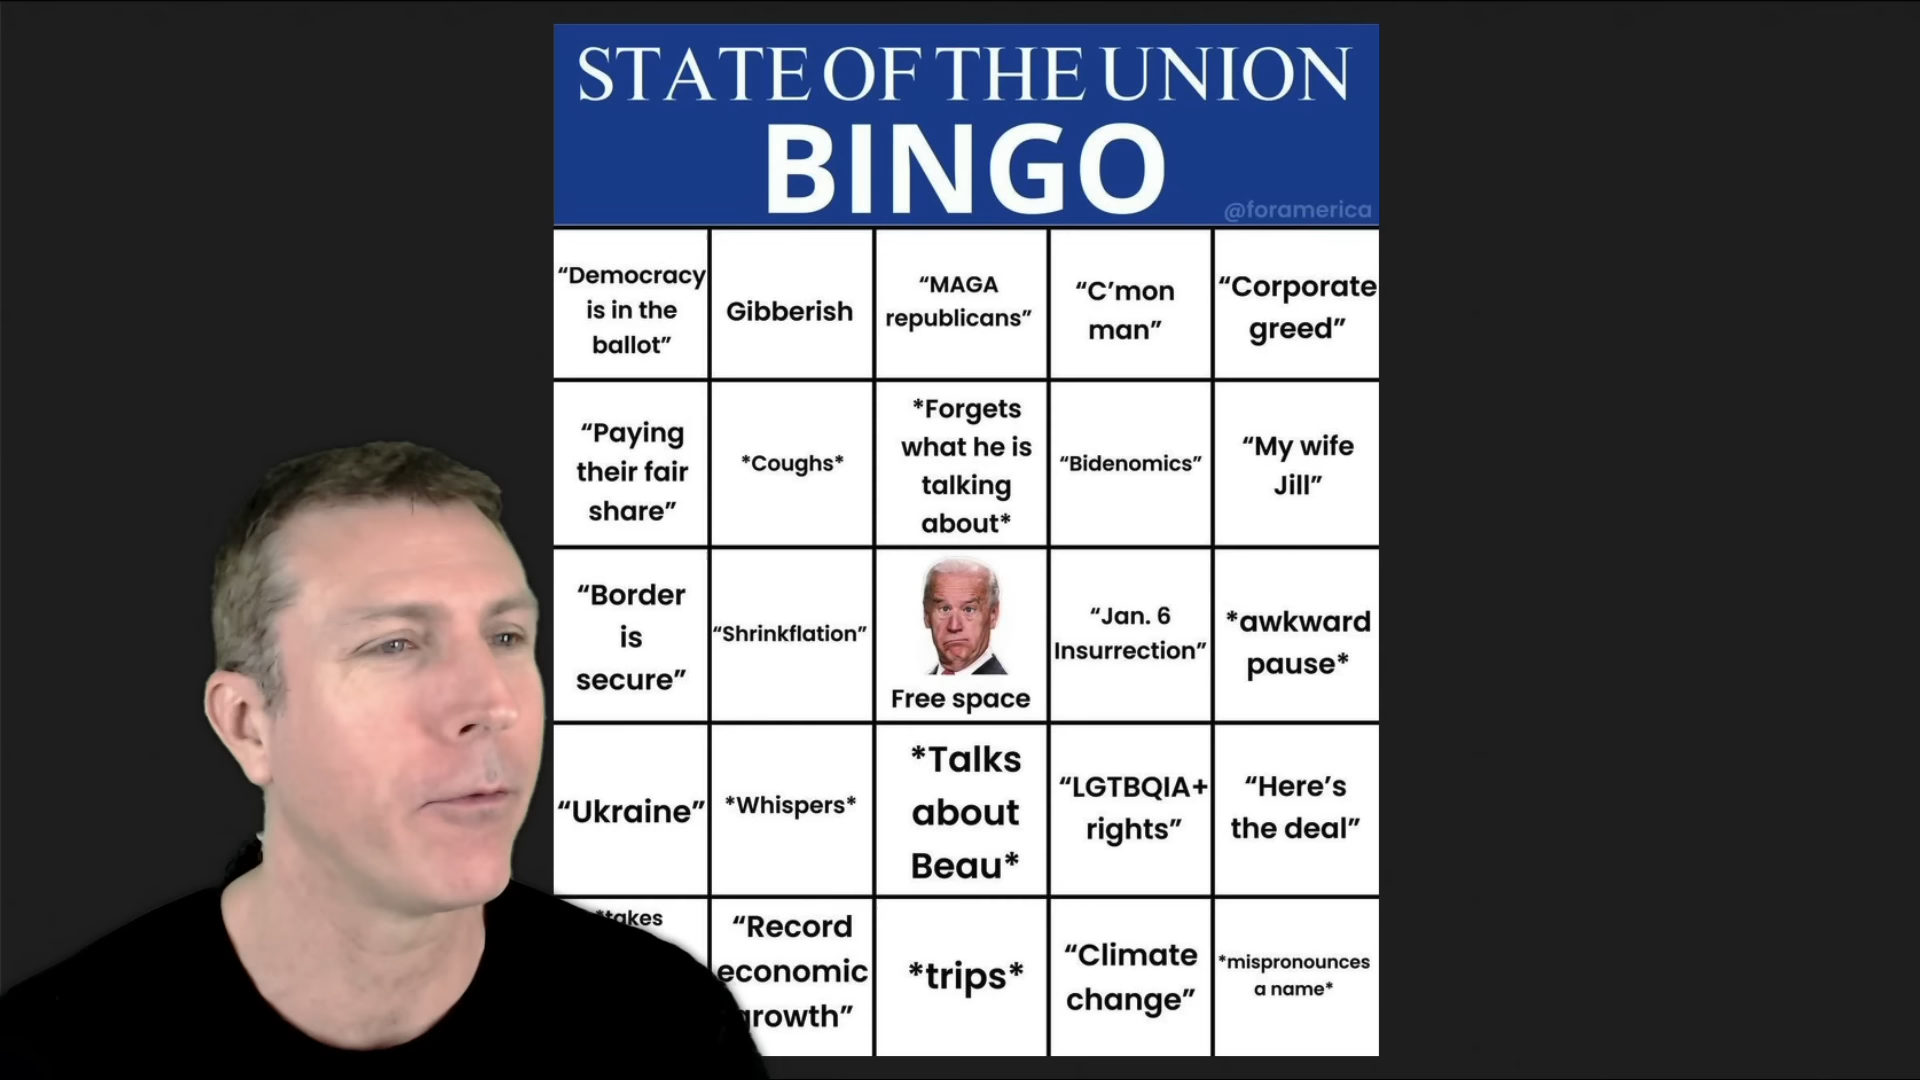 STATE OF THE UNION
BINGO
@foramerica
“Democracy
is in the
ballot”
Gibberish
“MAGA
republicans”
“C’mon
man”
“Corporate
greed”
“Paying
their fair
share”
*Coughs*
*Forgets
what he is
talking
about*
“Bidenomics”
“My wife
Jill”
“Border
is
secure”
“Shrinkflation”
Free space
“Jan. 6
Insurrection”
*awkward
pause*
“Ukraine”
*Whispers*
*Talks
about
Beau*
“LGTBQIA+
rights”
“Here’s
the deal”
*takes
“Record
economic
growth”
*trips*
“Climate
change”
*mispronounces
a name*